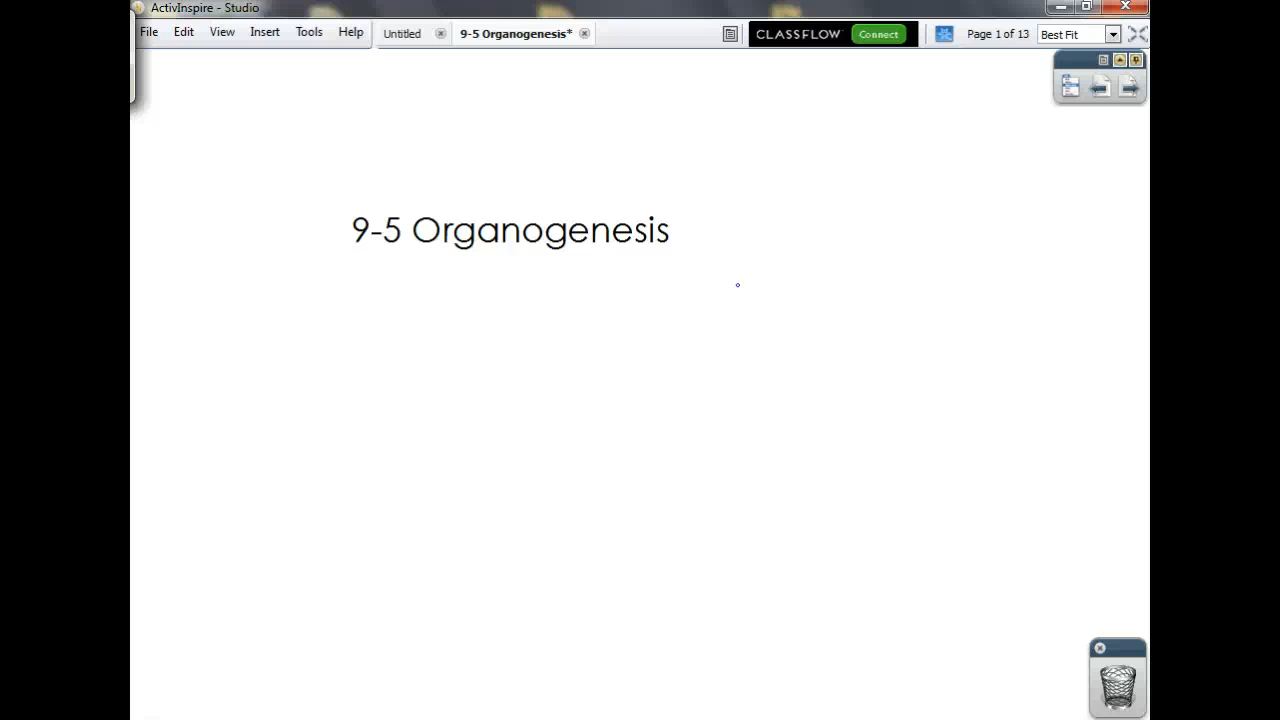 ActivInspire - Studio
File Edit View Insert Tools Help
Untitled
9-5 Organogenesis*
CLASSFLOW Connect
Page 1 of 13
Best Fit
9-5 Organogenesis